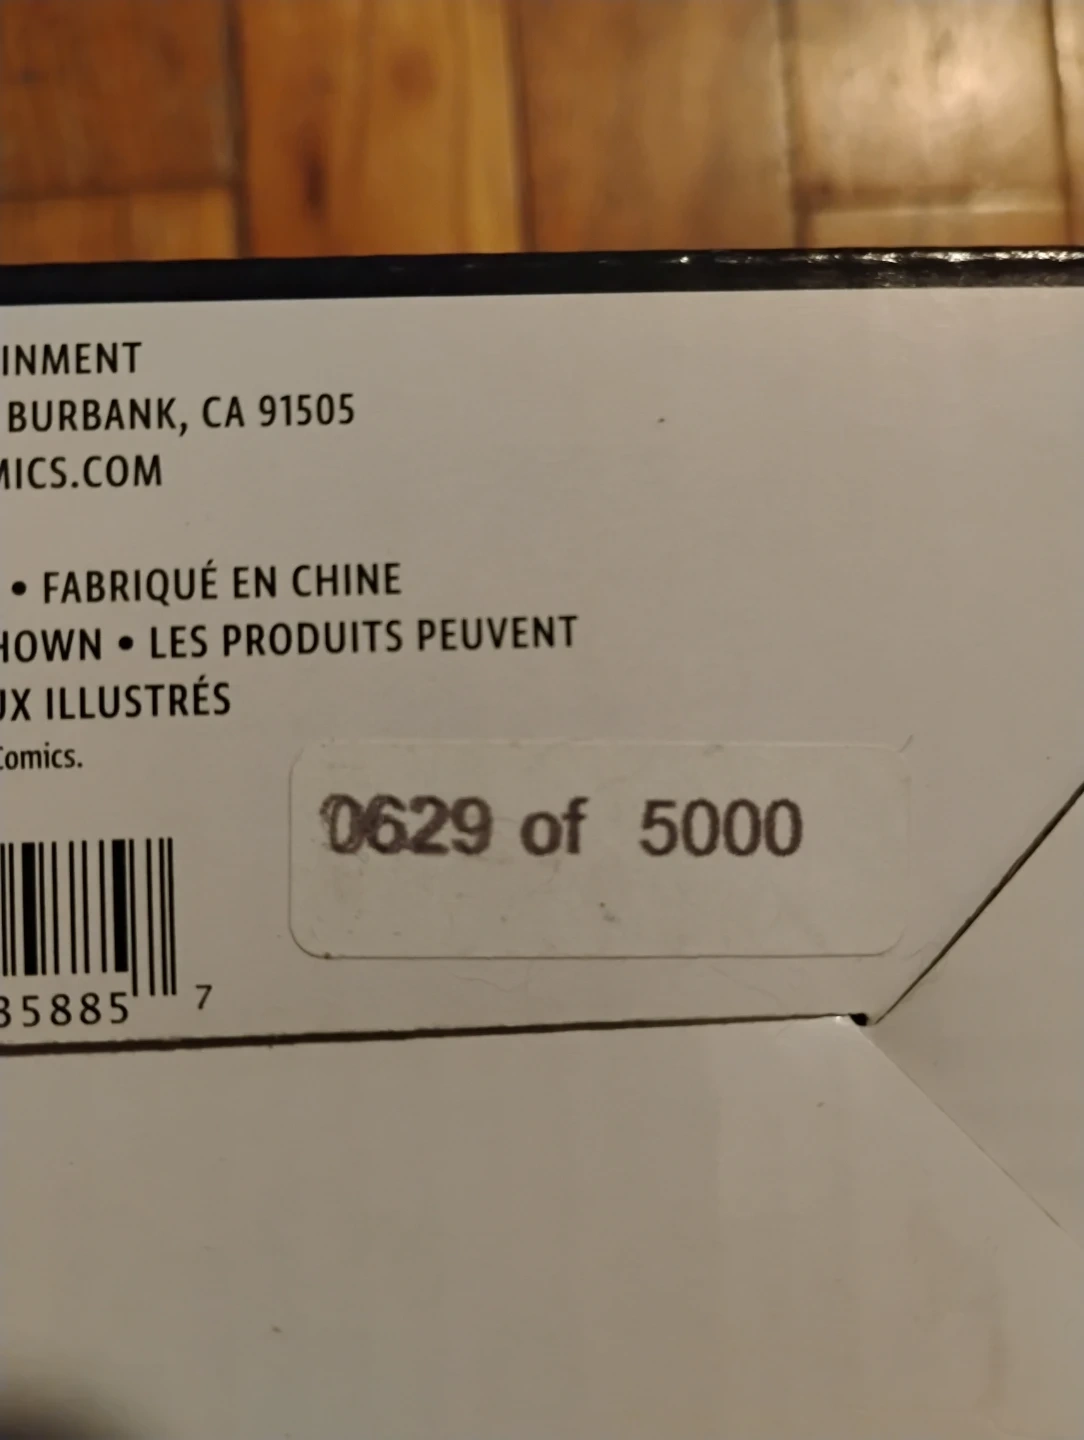 INMENT
BURBANK, CA 91505
MICS.COM
• FABRIQUÉ EN CHINE
HOWN • LES PRODUITS PEUVENT
UX ILLUSTRÉS
Comics.
0629 of 5000
35885 7